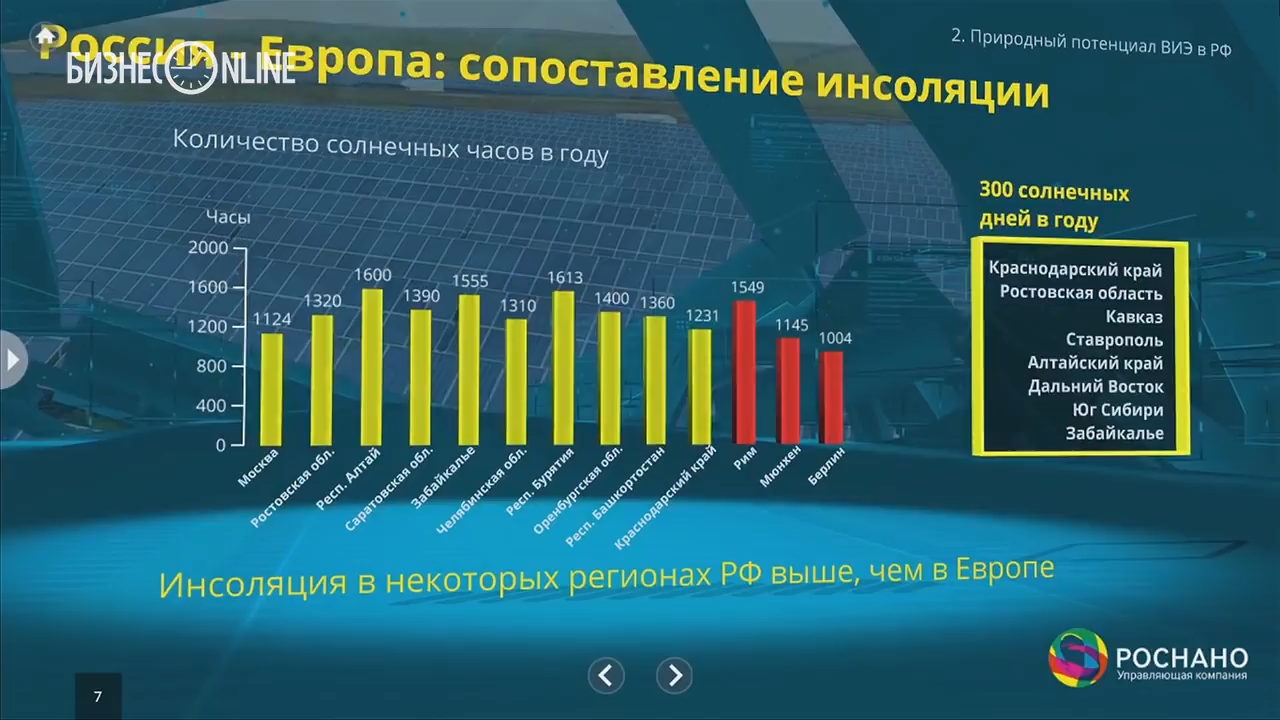 Россия - Европа: сопоставление инсоляции
БИЗНЕС ONLINE
2. Природный потенциал ВИЭ в РФ
Количество солнечных часов в году
300 солнечных
дней в году
Часы
2000
1600
1200
800
400
0
1124
1320
1600
1390
1555
1310
1613
1400
1360
1231
1549
1145
1004
Москва
Ростовская обл.
Респ. Алтай
Саратовская обл.
Забайкалье
Челябинская обл.
Респ. Бурятия
Оренбургская обл.
Респ. Башкортостан
Краснодарский край
Рим
Мюнхен
Берлин
Краснодарский край
Ростовская область
Кавказ
Ставрополь
Алтайский край
Дальний Восток
Юг Сибири
Забайкалье
Инсоляция в некоторых регионах РФ выше, чем в Европе
РОСНАНО
Управляющая компания
7